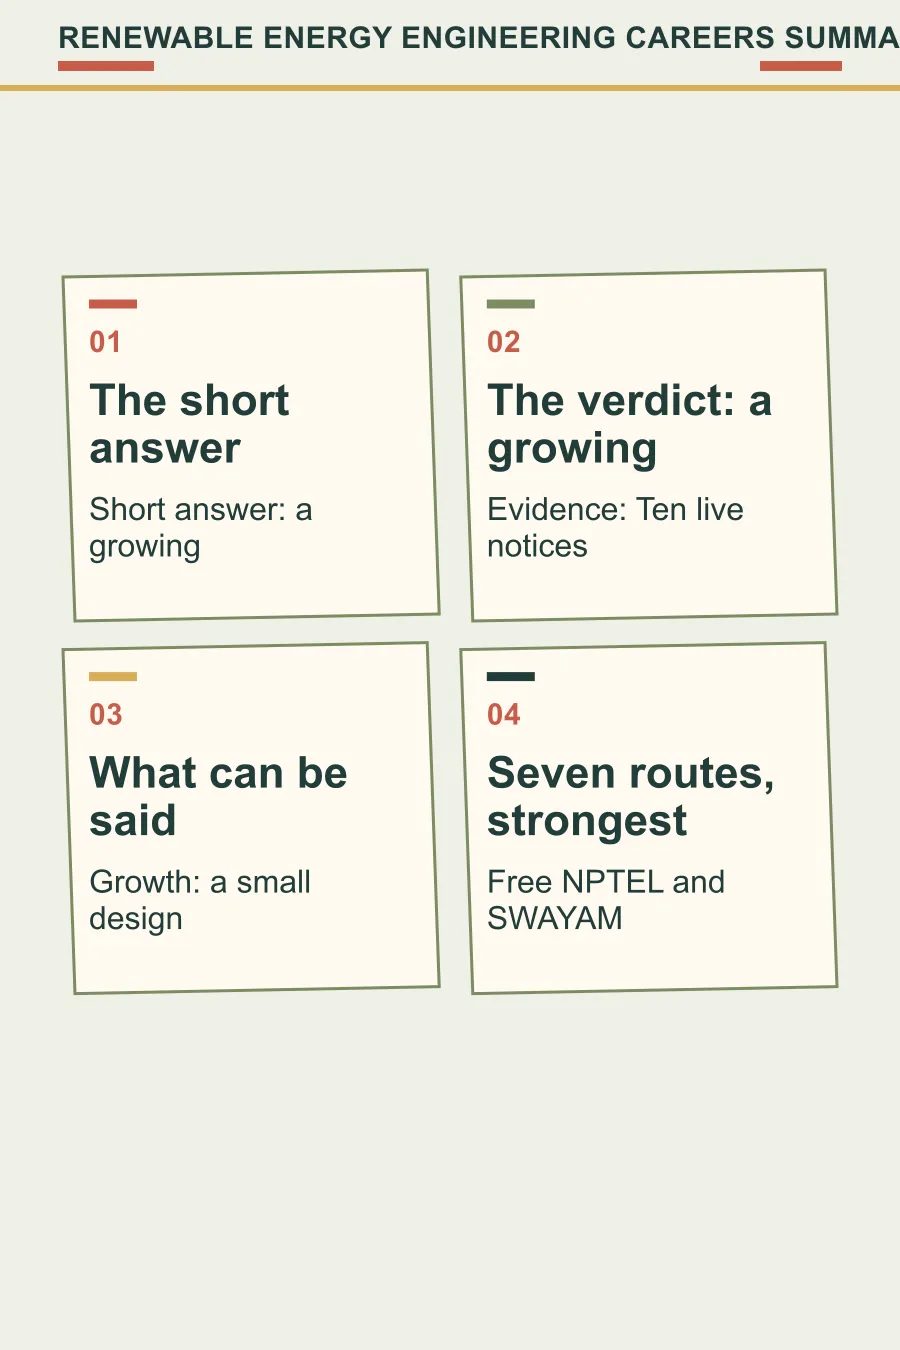 RENEWABLE ENERGY ENGINEERING CAREERS SUMMA
01
The short
answer
Short answer: a
growing
02
The verdict: a
growing
Evidence: Ten live
notices
03
What can be
said
Growth: a small
design
04
Seven routes,
strongest
Free NPTEL and
SWAYAM